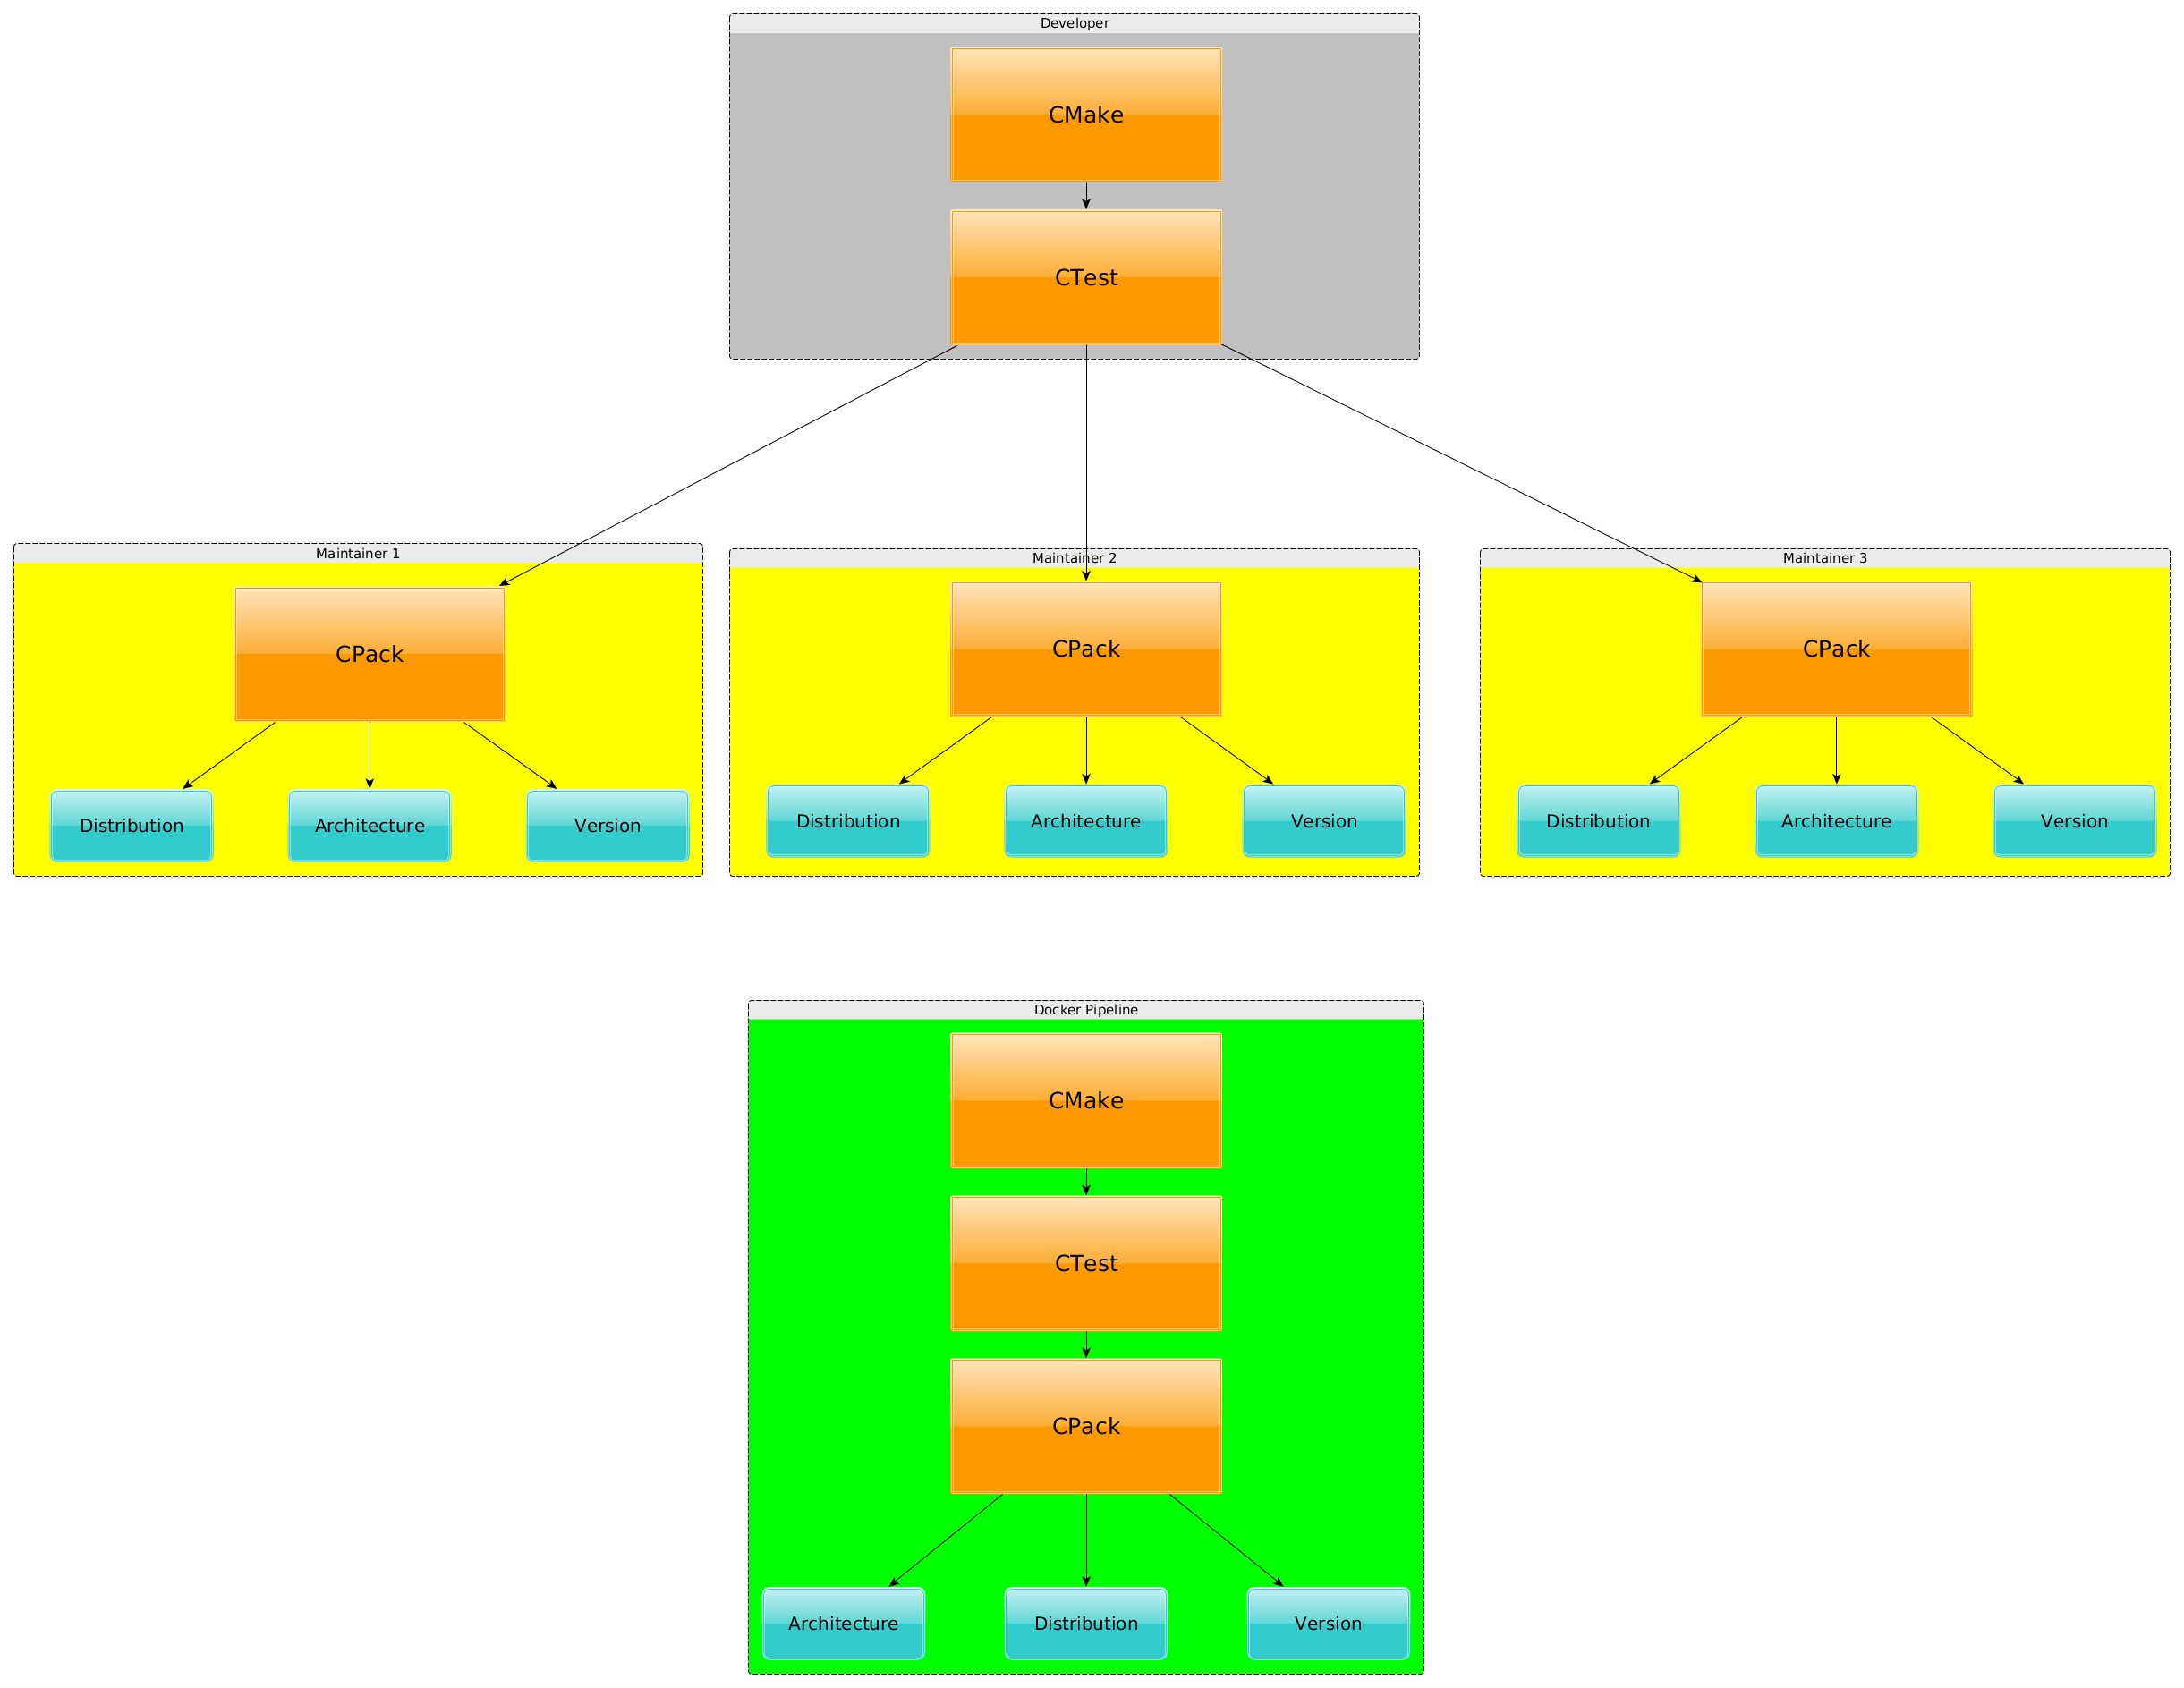 Developer
CMake
CTest
Maintainer 1
CPack
Distribution
Architecture
Version
Maintainer 2
CPack
Distribution
Architecture
Version
Maintainer 3
CPack
Distribution
Architecture
Version
Docker Pipeline
CMake
CTest
CPack
Architecture
Distribution
Version